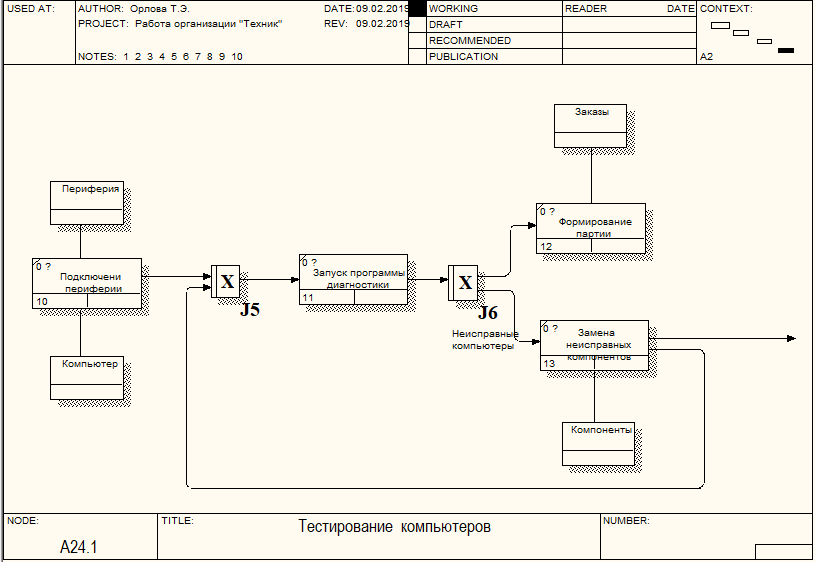 USED AT:
AUTHOR: Орлова Т.Э.
DATE: 09.02.2019
PROJECT: Работа организации "Техник"
REV: 09.02.2019
NOTES: 1 2 3 4 5 6 7 8 9 10
WORKING
DRAFT
RECOMMENDED
PUBLICATION
READER
DATE
CONTEXT:
A2
Заказы
Периферия
0 ?
Формирование
партии
12
0 ?
Подключени
периферии
10
X
J5
0 ?
Запуск программы
диагностики
11
X
J6
Неисправные
компьютеры
0 ?
Замена
неисправных
компонентов
13
Компьютер
Компоненты
NODE:
A24.1
TITLE:
Тестирование компьютеров
NUMBER: